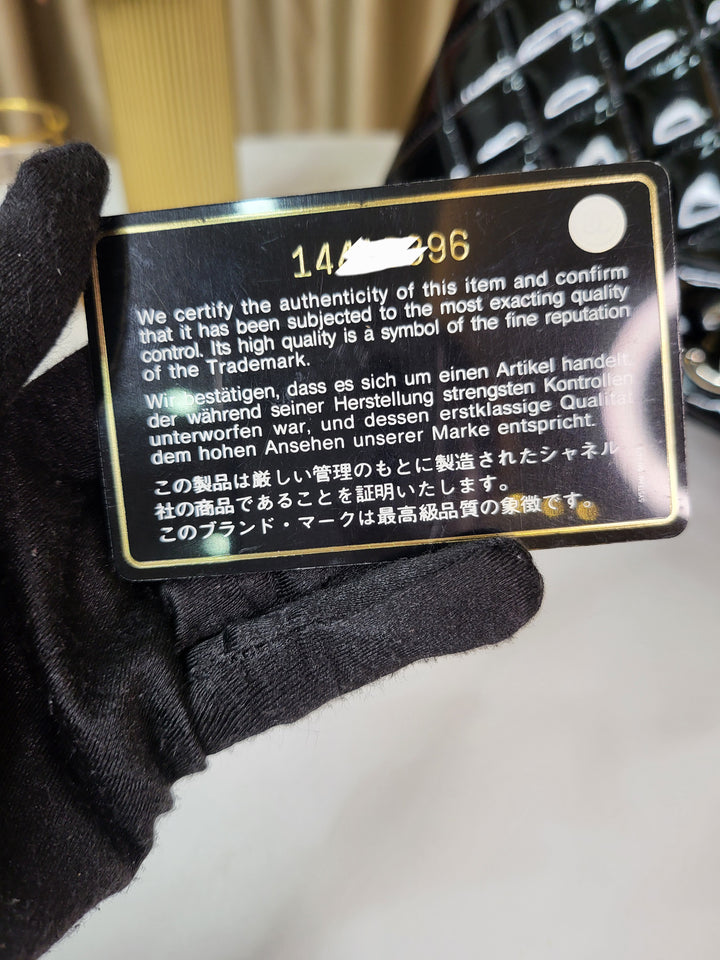 14 96
We certify the authenticity of this item and confirm
that it has been subjected to the most exacting quality
control. Its high quality is a symbol of the fine reputation
of the Trademark.
Wir bestätigen, dass es sich um einen Artikel handelt,
der während seiner Herstellung strengsten Kontrollen
unterworfen war, und dessen erstklassige Qualität
dem hohen Ansehen unserer Marke entspricht.
この製品は厳しい管理のもとに製造されたシャネル
社の商品であることを証明いたします。
このブランド・マークは最高級品質の象徴です。